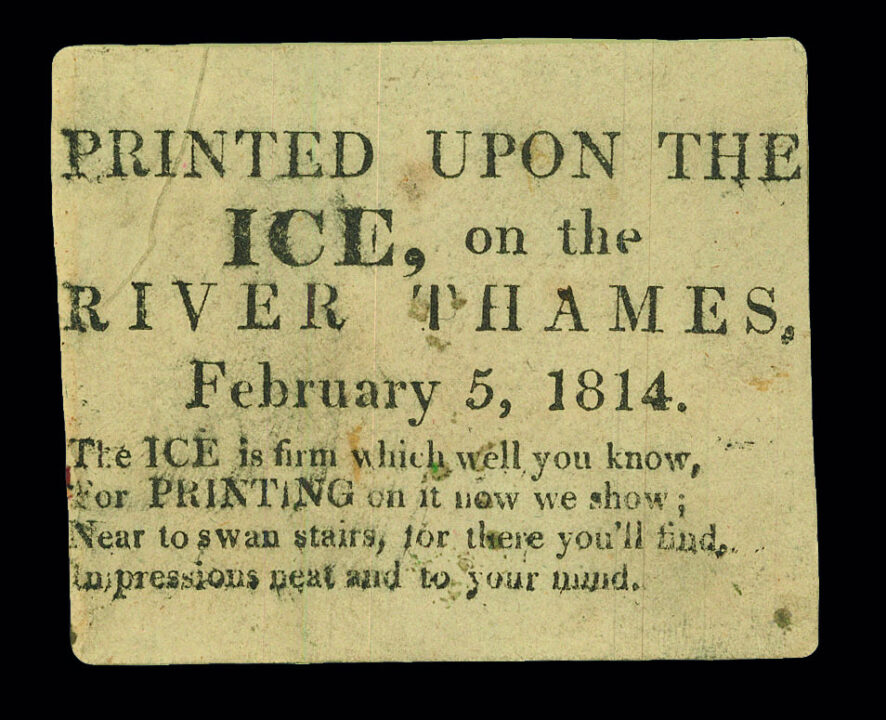 PRINTED UPON THE
ICE, on the
RIVER THAMES,
February 5, 1814.
The ICE is firm which well you know,
For PRINTING on it now we show;
Near to swan stairs, for there you'll find,
Impressions neat and to your mind.